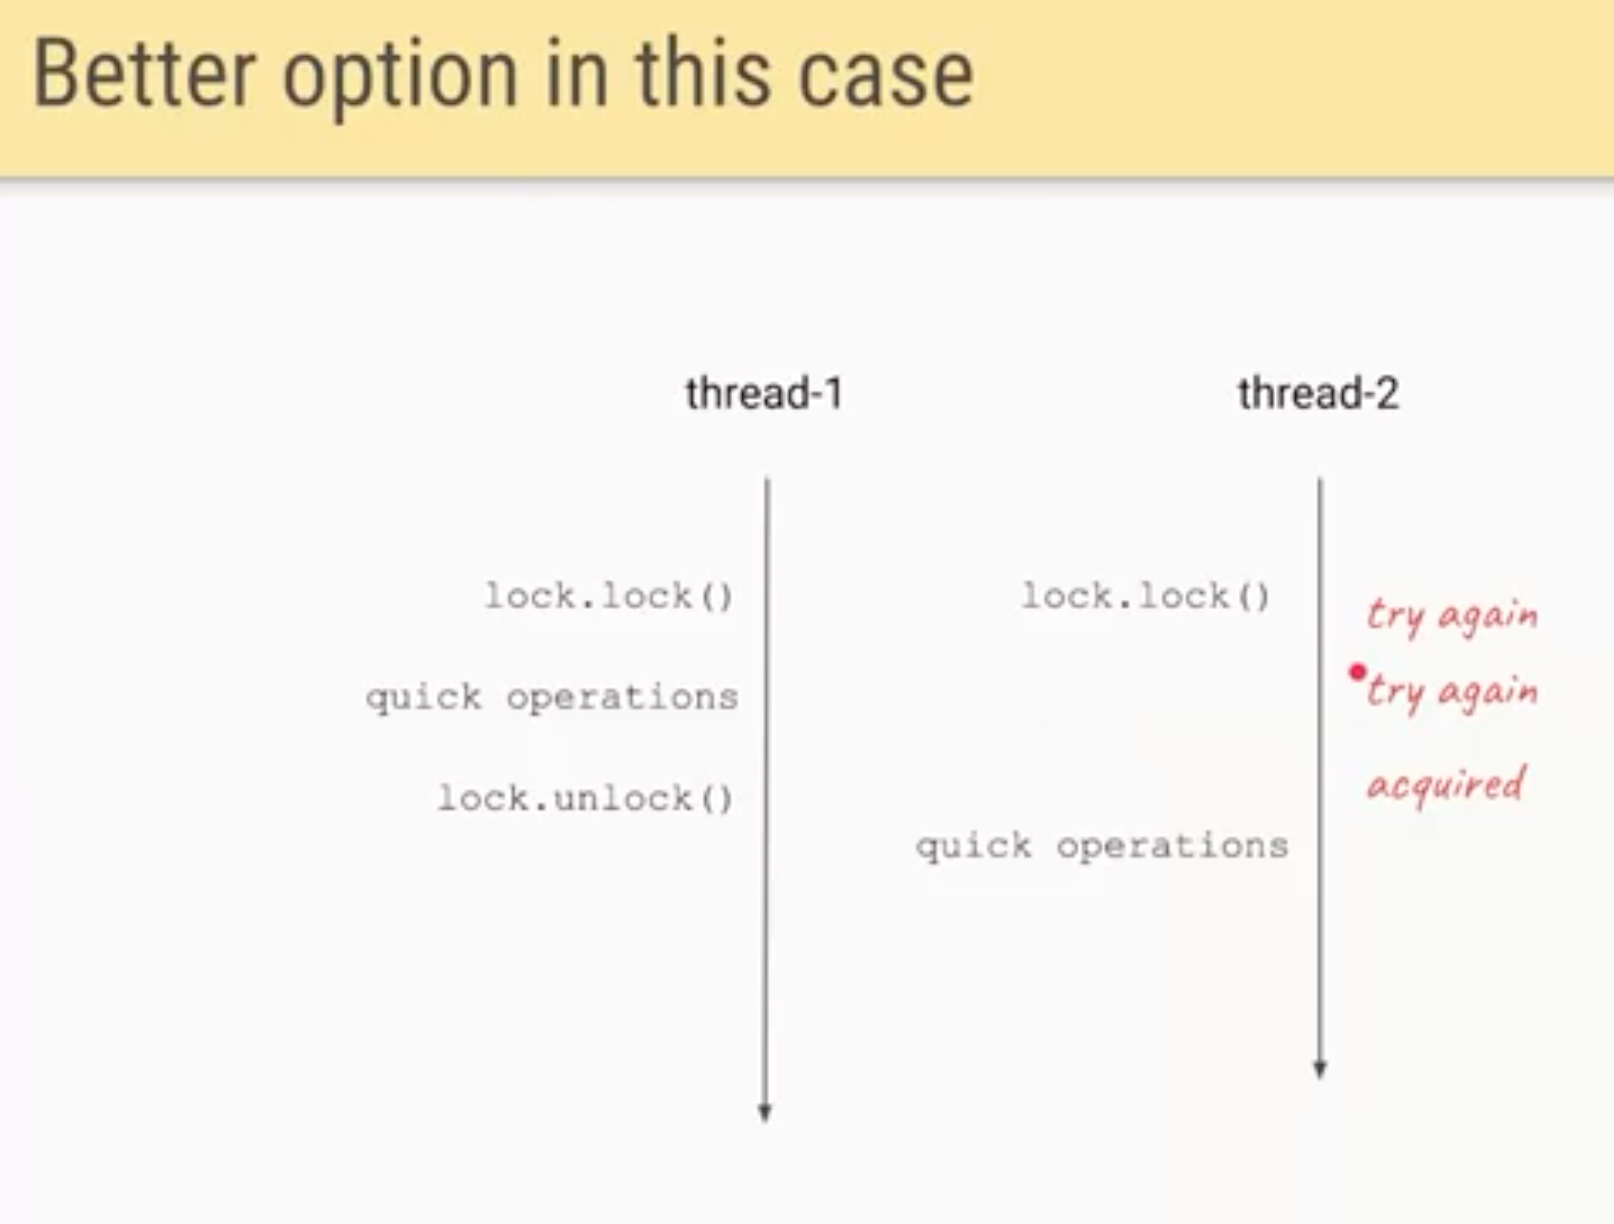 Better option in this case
thread-1
thread-2
lock.lock()
lock.lock()
try again
quick operations
try again
lock.unlock()
acquired
quick operations